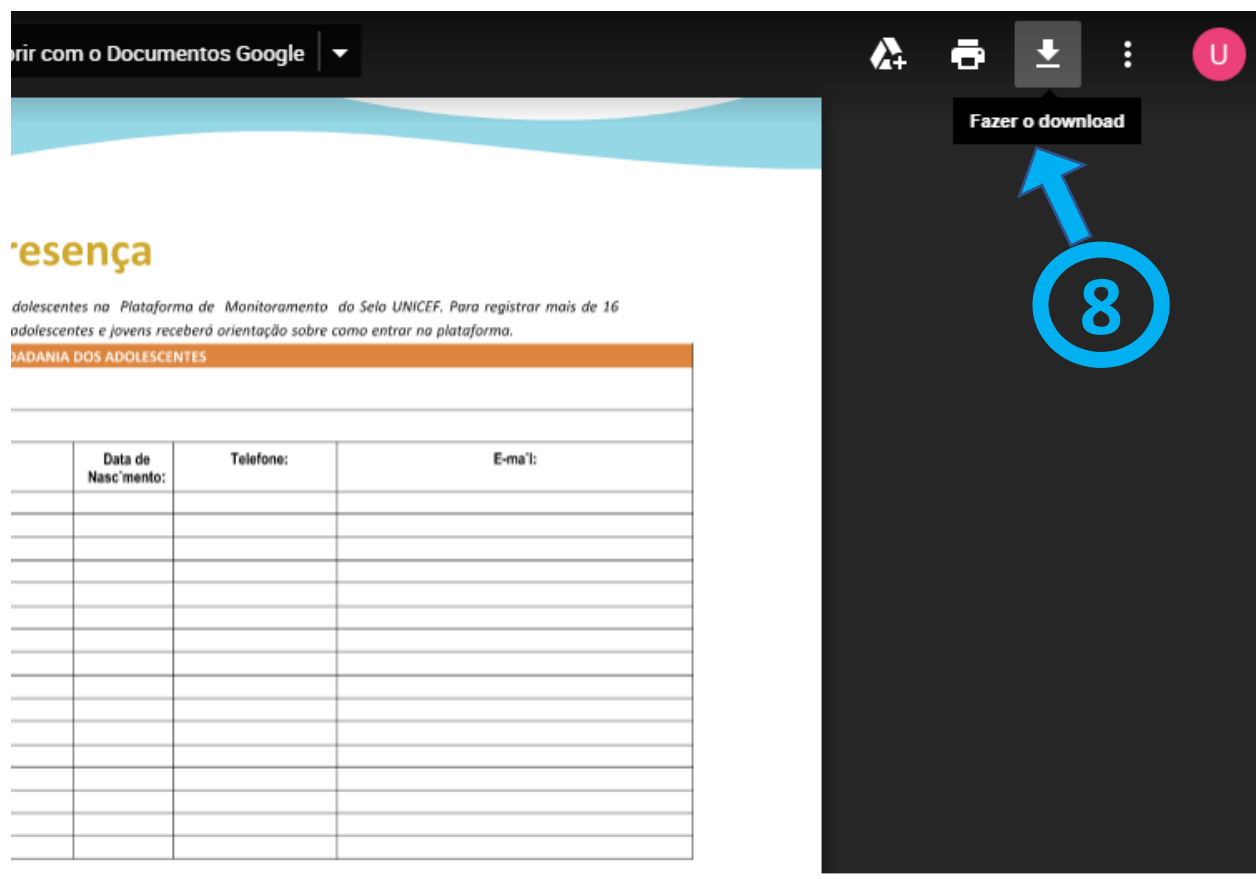 rir com o Documentos Google
U
Fazer o download
resença
dolescentes na Plataforma de Monitoramento do Selo UNICEF. Para registrar mais de 16
adolescentes e jovens receberá orientação sobre como entrar na plataforma.
DADANIA DOS ADOLESCENTES
Data de Nasc˜mento: Telefone: E-ma˜l:
8